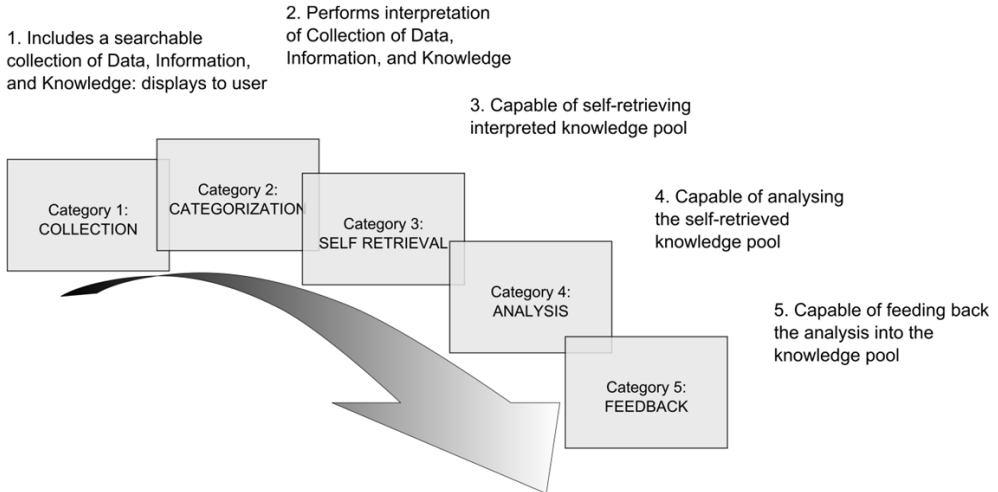 1. Includes a searchable
collection of Data, Information,
and Knowledge: displays to user
2. Performs interpretation
of Collection of Data,
Information, and Knowledge
3. Capable of self-retrieving
interpreted knowledge pool
4. Capable of analysing
the self-retrieved
knowledge pool
5. Capable of feeding back
the analysis into the
knowledge pool
Category 1:
COLLECTION
Category 2:
CATEGORIZATION
Category 3:
SELF RETRIEVAL
Category 4:
ANALYSIS
Category 5:
FEEDBACK